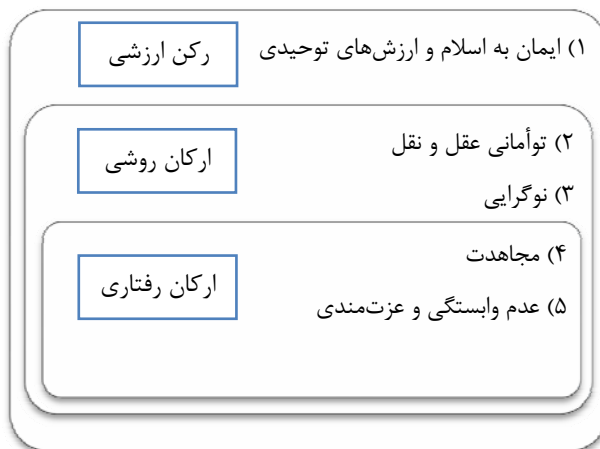 ۱) ایمان به اسلام و ارزش‌های توحیدی
رکن ارزشی
۲) توأمانی عقل و نقل
ارکان روشی
۳) نوگرایی
۴) مجاهدت
ارکان رفتاری
۵) عدم وابستگی و عزت‌مندی